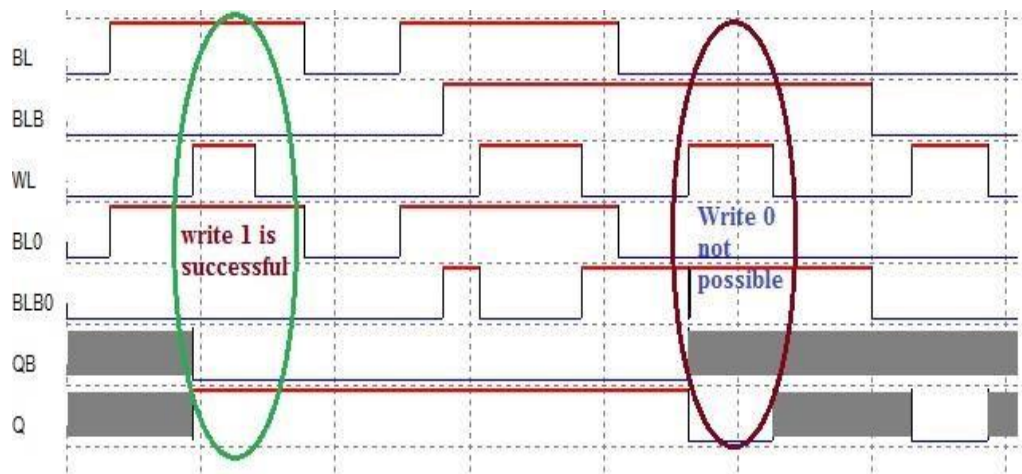 BL
BLB
WL
BL0
BLB0
QB
Q
write 1 is
successful
Write 0
not
possible